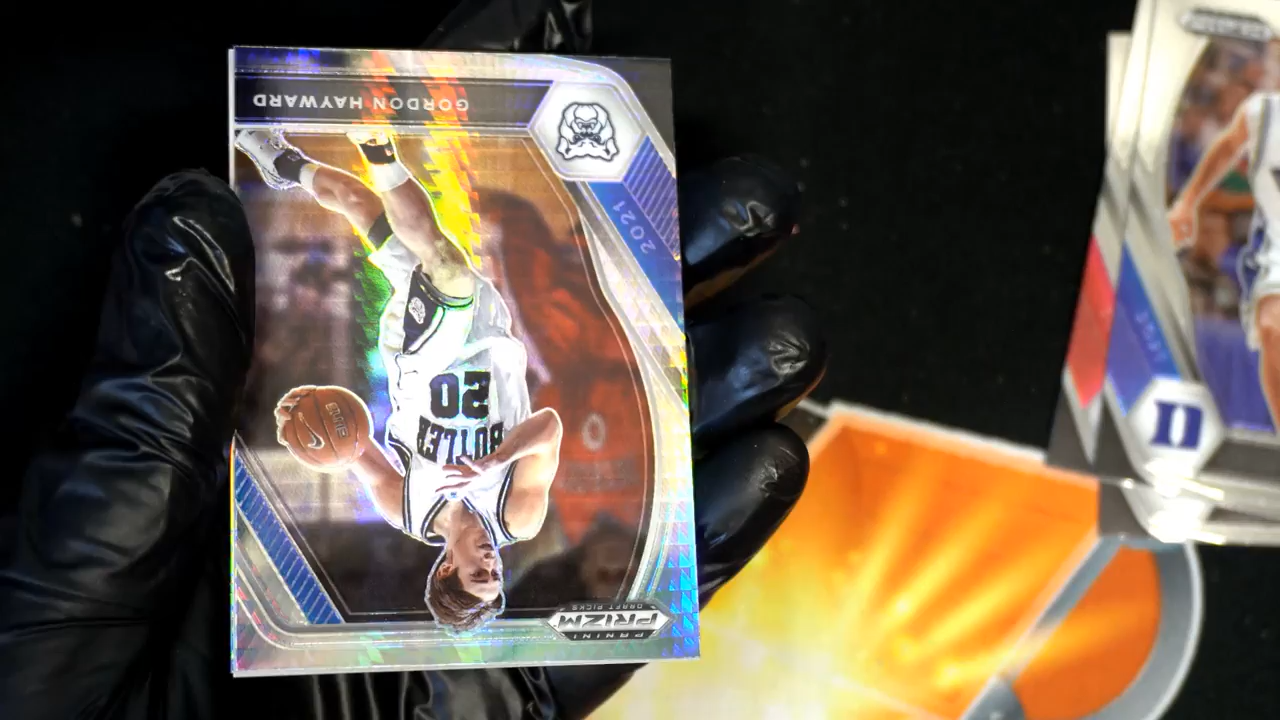 GORDON HAYWARD
2021
BUTLER
20
PANINI
PRIZM
DRAFT PICKS
D